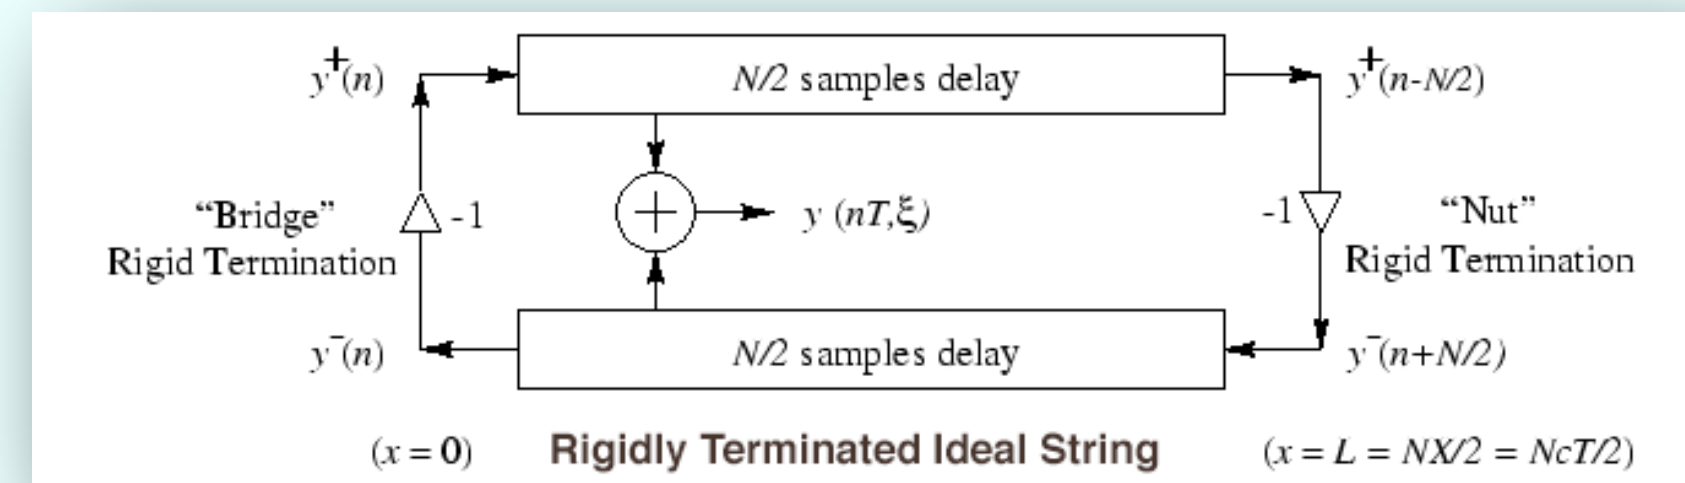 y⁺(n)
N/2 samples delay
y⁺(n-N/2)
“Bridge”
Rigid Termination
-1
+
y (nT,ξ)
-1
“Nut”
Rigid Termination
y⁻(n)
N/2 samples delay
y⁻(n+N/2)
(x = 0)
Rigidly Terminated Ideal String
(x = L = NX/2 = NcT/2)